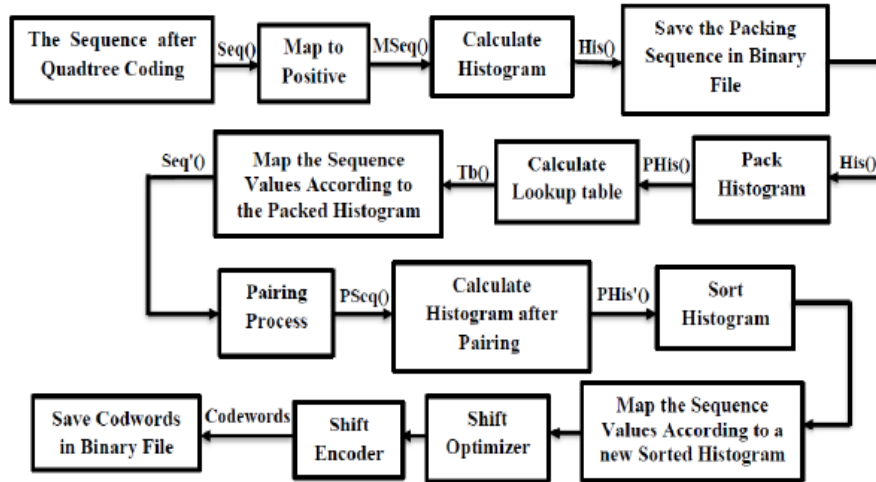 The Sequence after
Quadtree Coding
Seq()
Map to
Positive
MSeq()
Calculate
Histogram
His()
Save the Packing
Sequence in Binary
File
His()
Pack
Histogram
PHis()
Calculate
Lookup table
Tb()
Map the Sequence
Values According to
the Packed Histogram
Seq'()
Pairing
Process
PSeq()
Calculate
Histogram after
Pairing
PHis'()
Sort
Histogram
Map the Sequence
Values According to a
new Sorted Histogram
Shift
Optimizer
Shift
Encoder
Codewords
Save Codwords
in Binary File